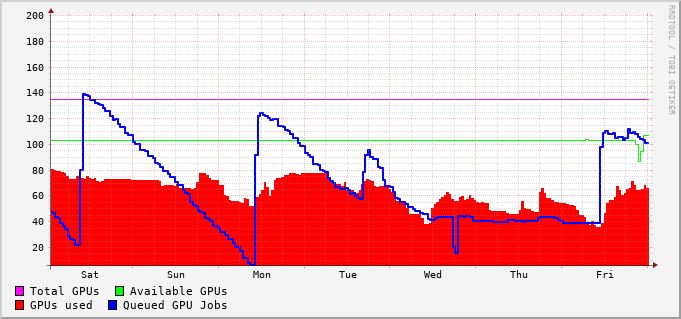 200
180
160
140
120
100
80
60
40
20
Sat Sun Mon Tue Wed Thu Fri
Total GPUs Available GPUs
GPUs used Queued GPU Jobs
RRDTOOL / TOBI OETIKER